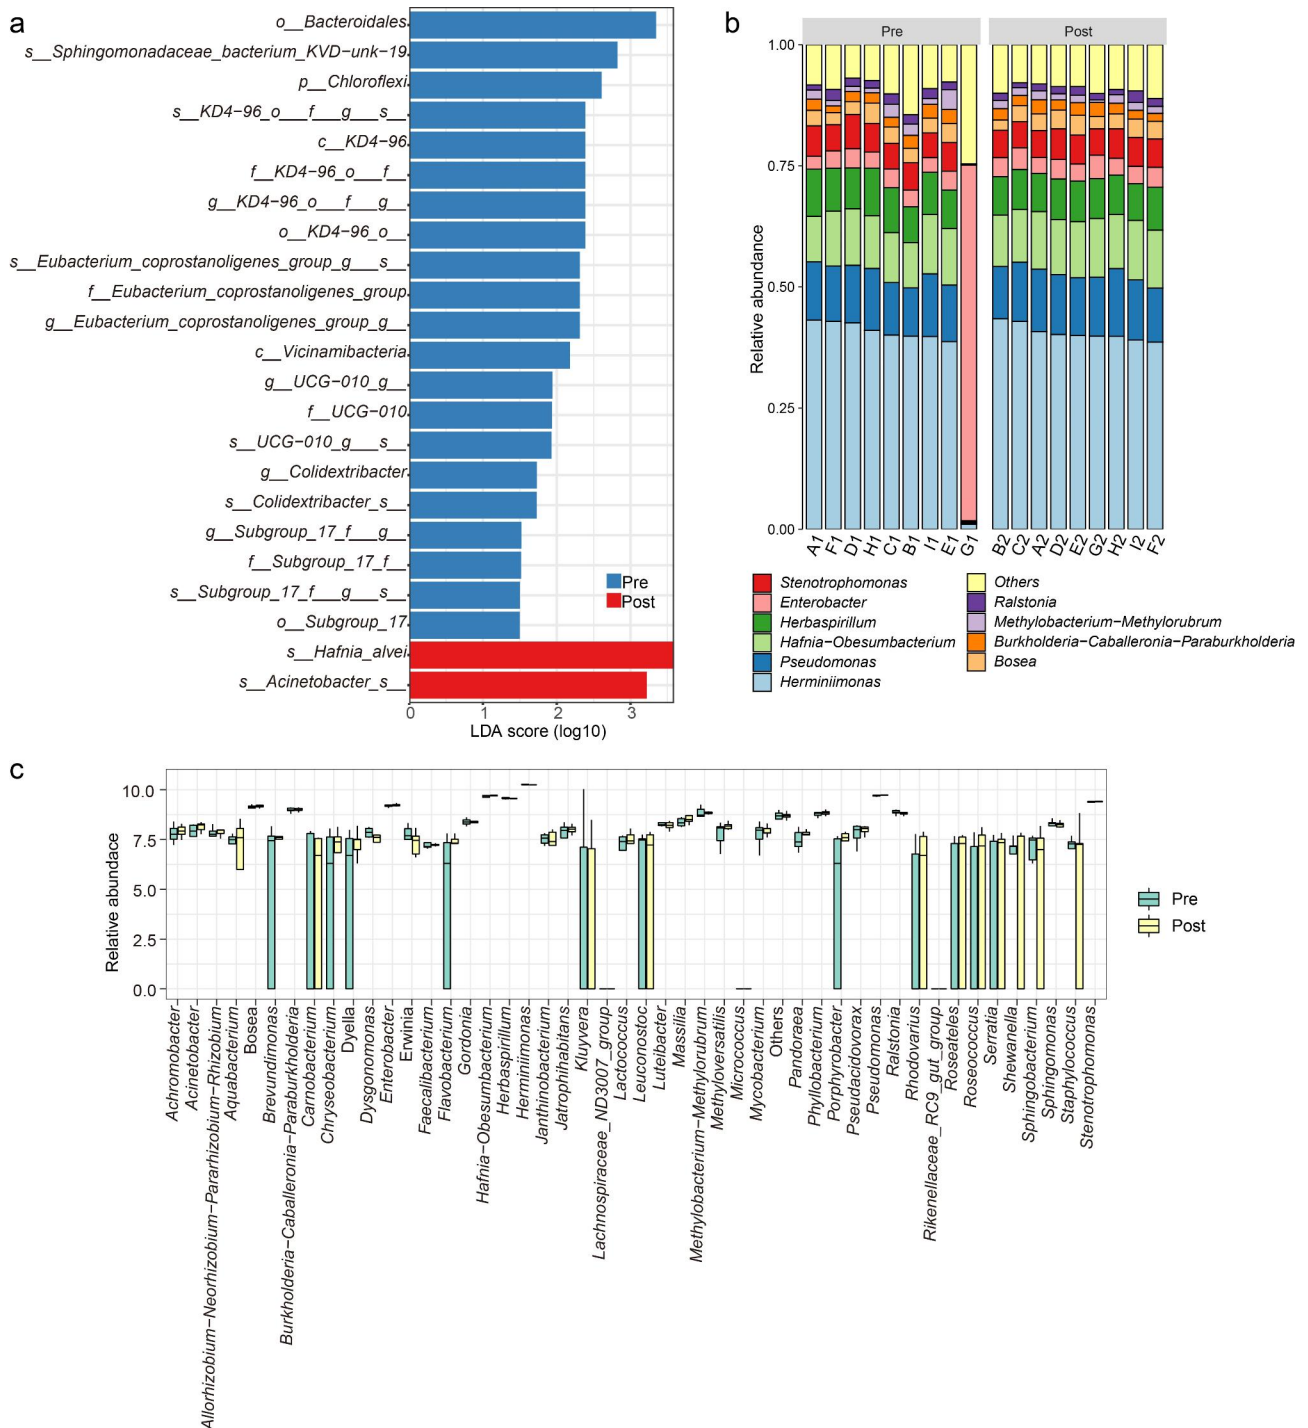 a
o__Bacteroidales
s__Sphingomonadaceae_bacterium_KVD−unk−19
p__Chloroflexi
s__KD4−96_o___f___g___s__
c__KD4−96
f__KD4−96_o___f__
g__KD4−96_o___f___g__
o__KD4−96_o__
s__Eubacterium_coprostanoligenes_group_g___s__
f__Eubacterium_coprostanoligenes_group
g__Eubacterium_coprostanoligenes_group_g__
c__Vicinamibacteria
g__UCG−010_g__
f__UCG−010
s__UCG−010_g___s__
g__Colidextribacter
s__Colidextribacter_s__
g__Subgroup_17_f___g__
f__Subgroup_17_f__
s__Subgroup_17_f___g___s__
o__Subgroup_17
s__Hafnia_alvei
s__Acinetobacter_s__
Pre
Post
0 1 2 3
LDA score (log10)
b
Pre Post
1.00
0.75
0.50
0.25
0.00
Relative abundance
A1 F1 D1 H1 C1 B1 I1 E1 G1 B2 C2 A2 D2 E2 G2 H2 I2 F2
Stenotrophomonas
Enterobacter
Herbaspirillum
Hafnia−Obesumbacterium
Pseudomonas
Herminiimonas
Others
Ralstonia
Methylobacterium−Methylorubrum
Burkholderia−Caballeronia−Paraburkholderia
Bosea
c
10.0
7.5
5.0
2.5
0.0
Relative abundace
Pre
Post
Achromobacter
Acinetobacter
Allorhizobium−Neorhizobium−Pararhizobium−Rhizobium
Aquabacterium
Bosea
Brevundimonas
Burkholderia−Caballeronia−Paraburkholderia
Carnobacterium
Chryseobacterium
Dyella
Dysgonomonas
Enterobacter
Erwinia
Faecalibacterium
Flavobacterium
Gordonia
Hafnia−Obesumbacterium
Herbaspirillum
Herminiimonas
Janthinobacterium
Jatrophihabitans
Kluyvera
Lachnospiraceae_ND3007_group
Lactococcus
Leuconostoc
Luteibacter
Massilia
Methylobacterium−Methylorubrum
Methyloversatilis
Micrococcus
Mycobacterium
Others
Pandoraea
Phyllobacterium
Porphyrobacter
Pseudacidovorax
Pseudomonas
Ralstonia
Rhodovarius
Rikenellaceae_RC9_gut_group
Roseateles
Roseococcus
Serratia
Shewanella
Sphingobacterium
Sphingomonas
Staphylococcus
Stenotrophomonas